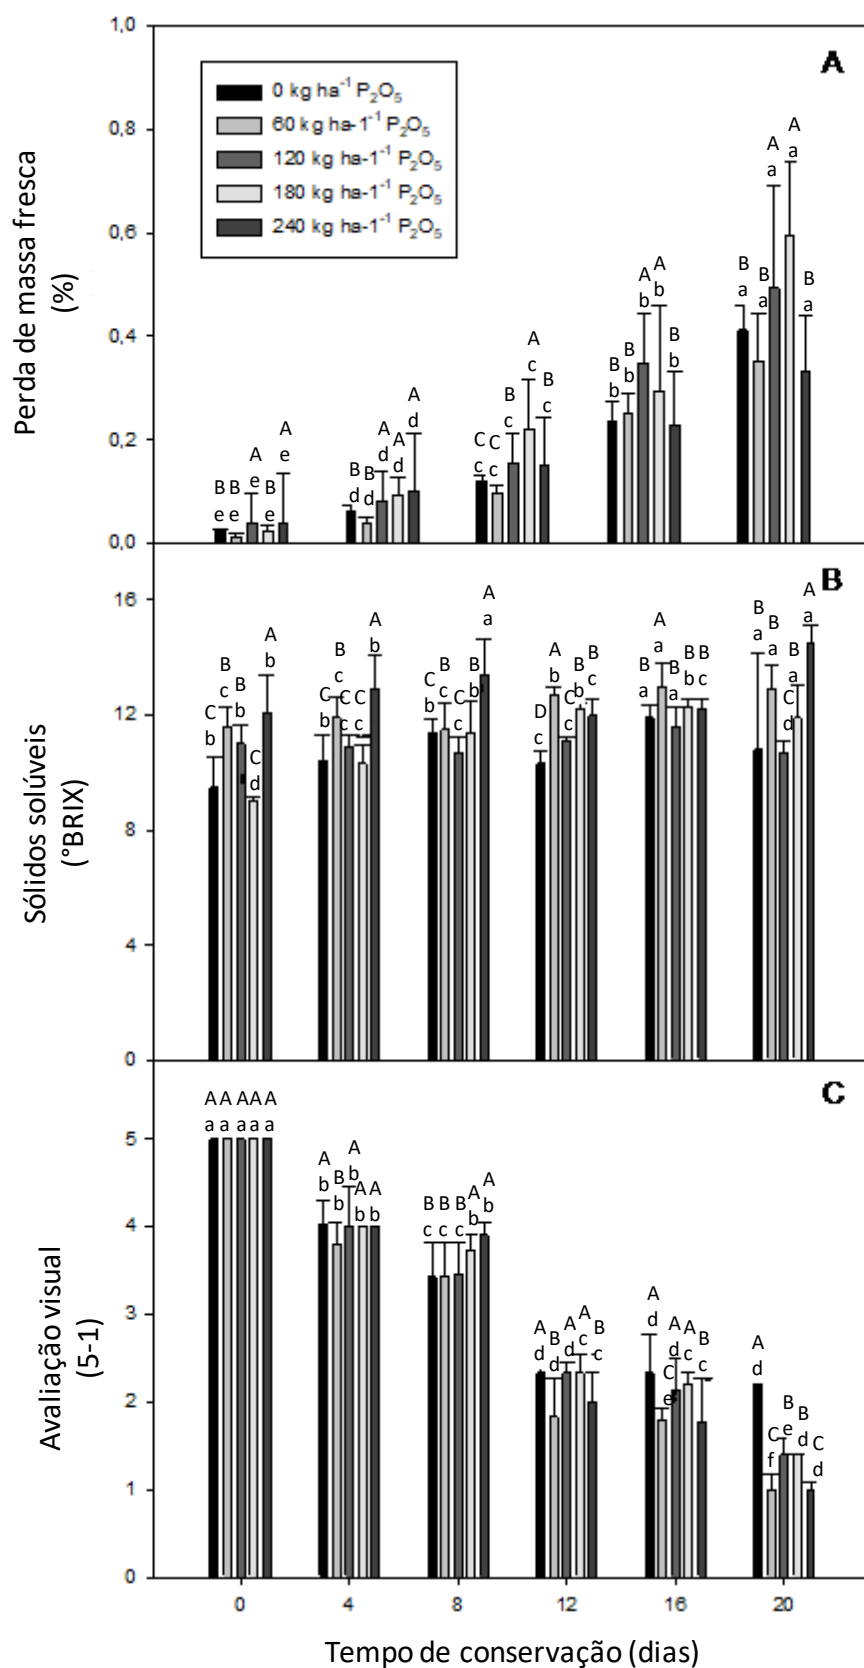 1,0
A
0 kg ha⁻¹ P₂O₅
60 kg ha-1⁻¹ P₂O₅
120 kg ha-1⁻¹ P₂O₅
180 kg ha-1⁻¹ P₂O₅
240 kg ha-1⁻¹ P₂O₅
0,8
0,6
0,4
0,2
0,0
Perda de massa fresca
(%)
B B A B A
e e e e e
B B A A A
d d d d d
C C B A B
c c c c c
B B A A B
b b b b b
B B A A B
a a a a a
B
16
12
8
4
0
Sólidos solúveis
(°BRIX
C B B C A
b c b d b
C B C C A
b c c c b
C B C B A
b c c b a
D A C B B
c b c b c
B A B B B
a a a b c
B B C B A
a a d a a
C
5
4
3
2
1
0
Avaliação visual
(5-1)
A A A A A
a a a a a
A B A A A
b b b b b
B B B A A
c c c b b
A B A A B
d d d c c
A C A A B
d e d c c
A C B B C
d f e d d
0 4 8 12 16 20
Tempo de conservação (dias)